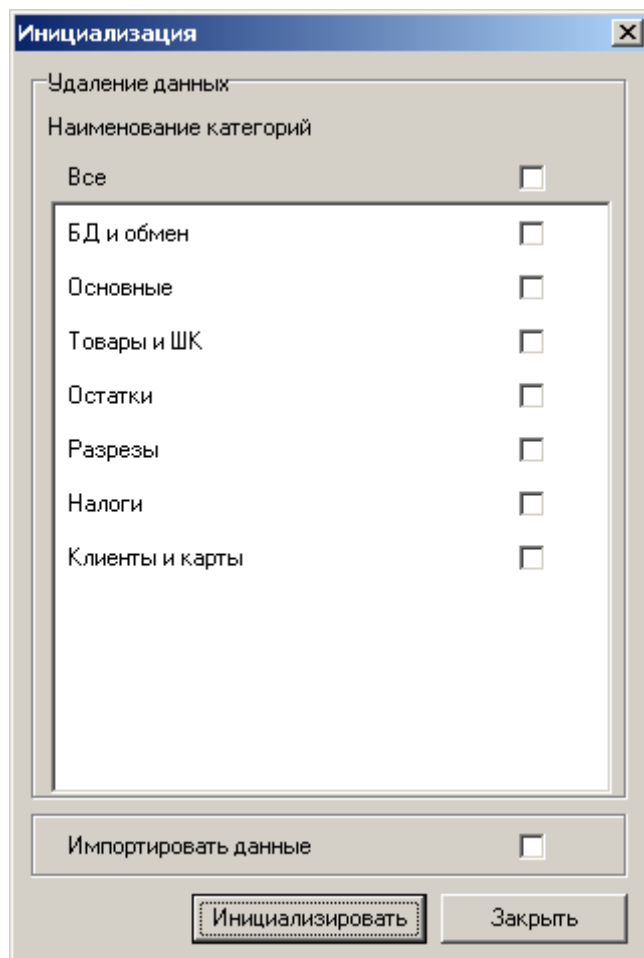 Инициализация
Удаление данных
Наименование категорий
Все
БД и обмен
Основные
Товары и ШК
Остатки
Разрезы
Налоги
Клиенты и карты
Импортировать данные
Инициализировать Закрыть